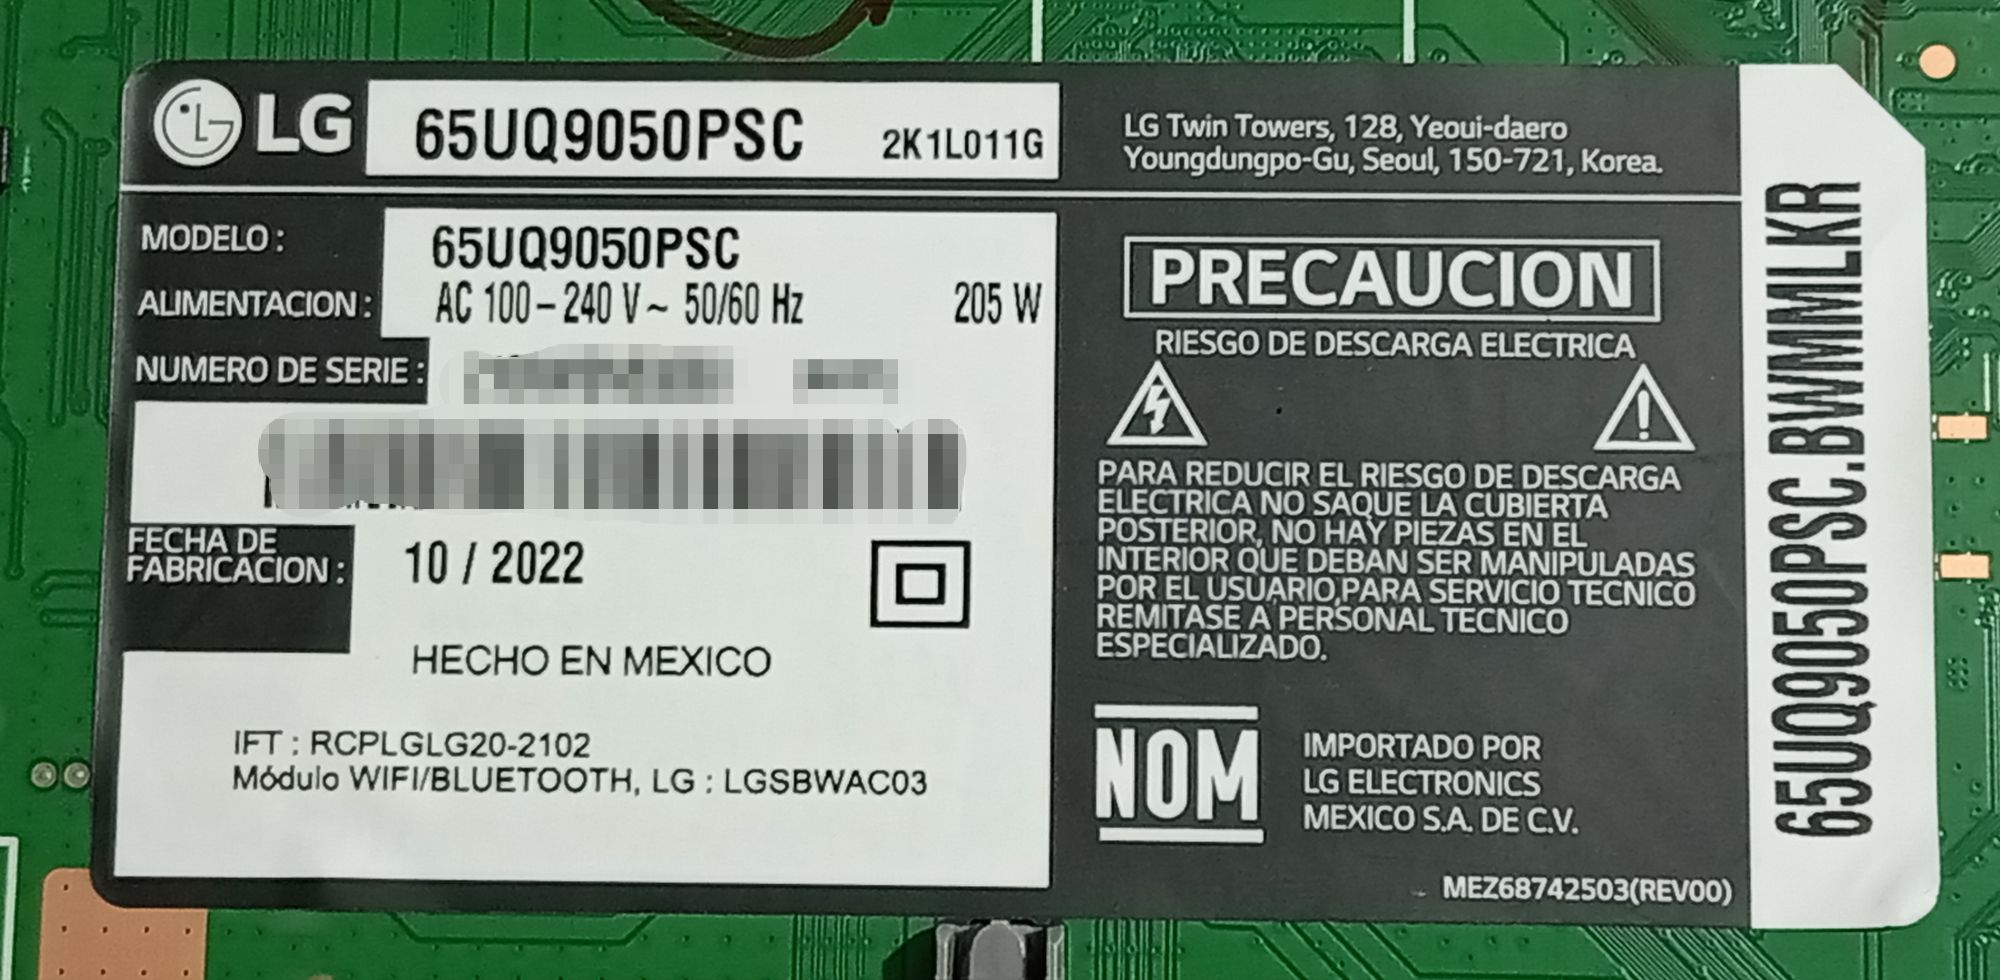 LG 65UQ9050PSC 2K1L011G
MODELO : 65UQ9050PSC
ALIMENTACION : AC 100 – 240 V ~ 50/60 Hz 205 W
NUMERO DE SERIE :
FECHA DE
FABRICACION : 10 / 2022
HECHO EN MEXICO
IFT : RCPLGLG20-2102
Módulo WIFI/BLUETOOTH, LG : LGSBWAC03
LG Twin Towers, 128, Yeoui-daero
Youngdungpo-Gu, Seoul, 150-721, Korea.
PRECAUCION
RIESGO DE DESCARGA ELECTRICA
PARA REDUCIR EL RIESGO DE DESCARGA
ELECTRICA NO SAQUE LA CUBIERTA
POSTERIOR, NO HAY PIEZAS EN EL
INTERIOR QUE DEBAN SER MANIPULADAS
POR EL USUARIO,PARA SERVICIO TECNICO
REMITASE A PERSONAL TECNICO
ESPECIALIZADO.
NOM
IMPORTADO POR
LG ELECTRONICS
MEXICO S.A. DE C.V.
MEZ68742503(REV00)
65UQ9050PSC.BWMMLKR